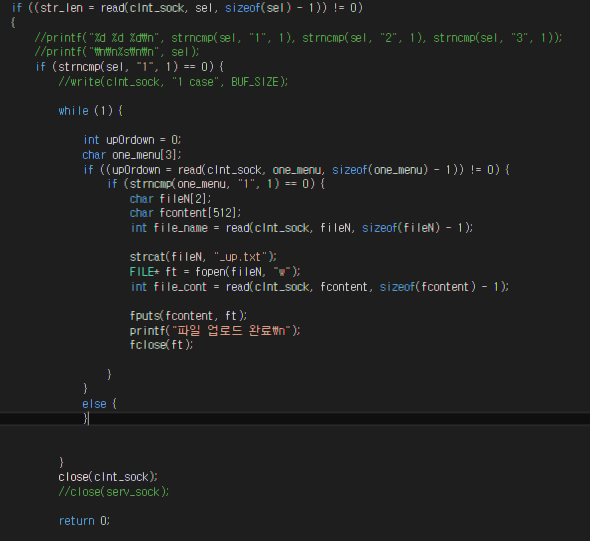 if ((str_len = read(clnt_sock, sel, sizeof(sel) - 1)) != 0)
{
//printf("%d %d %d₩n", strncmp(sel, "1", 1), strncmp(sel, "2", 1), strncmp(sel, "3", 1));
//printf("₩n₩n%s₩n₩n", sel);
if (strncmp(sel, "1", 1) == 0) {
//write(clnt_sock, "1 case", BUF_SIZE);
while (1) {
int upOrdown = 0;
char one_menu[3];
if ((upOrdown = read(clnt_sock, one_menu, sizeof(one_menu) - 1)) != 0) {
if (strncmp(one_menu, "1", 1) == 0) {
char fileN[2];
char fcontent[512];
int file_name = read(clnt_sock, fileN, sizeof(fileN) - 1);
strcat(fileN, "_up.txt");
FILE* ft = fopen(fileN, "w");
int file_cont = read(clnt_sock, fcontent, sizeof(fcontent) - 1);
fputs(fcontent, ft);
printf("파일 업로드 완료₩n");
fclose(ft);
}
}
else {
}
}
close(clnt_sock);
//close(serv_sock);
return 0;